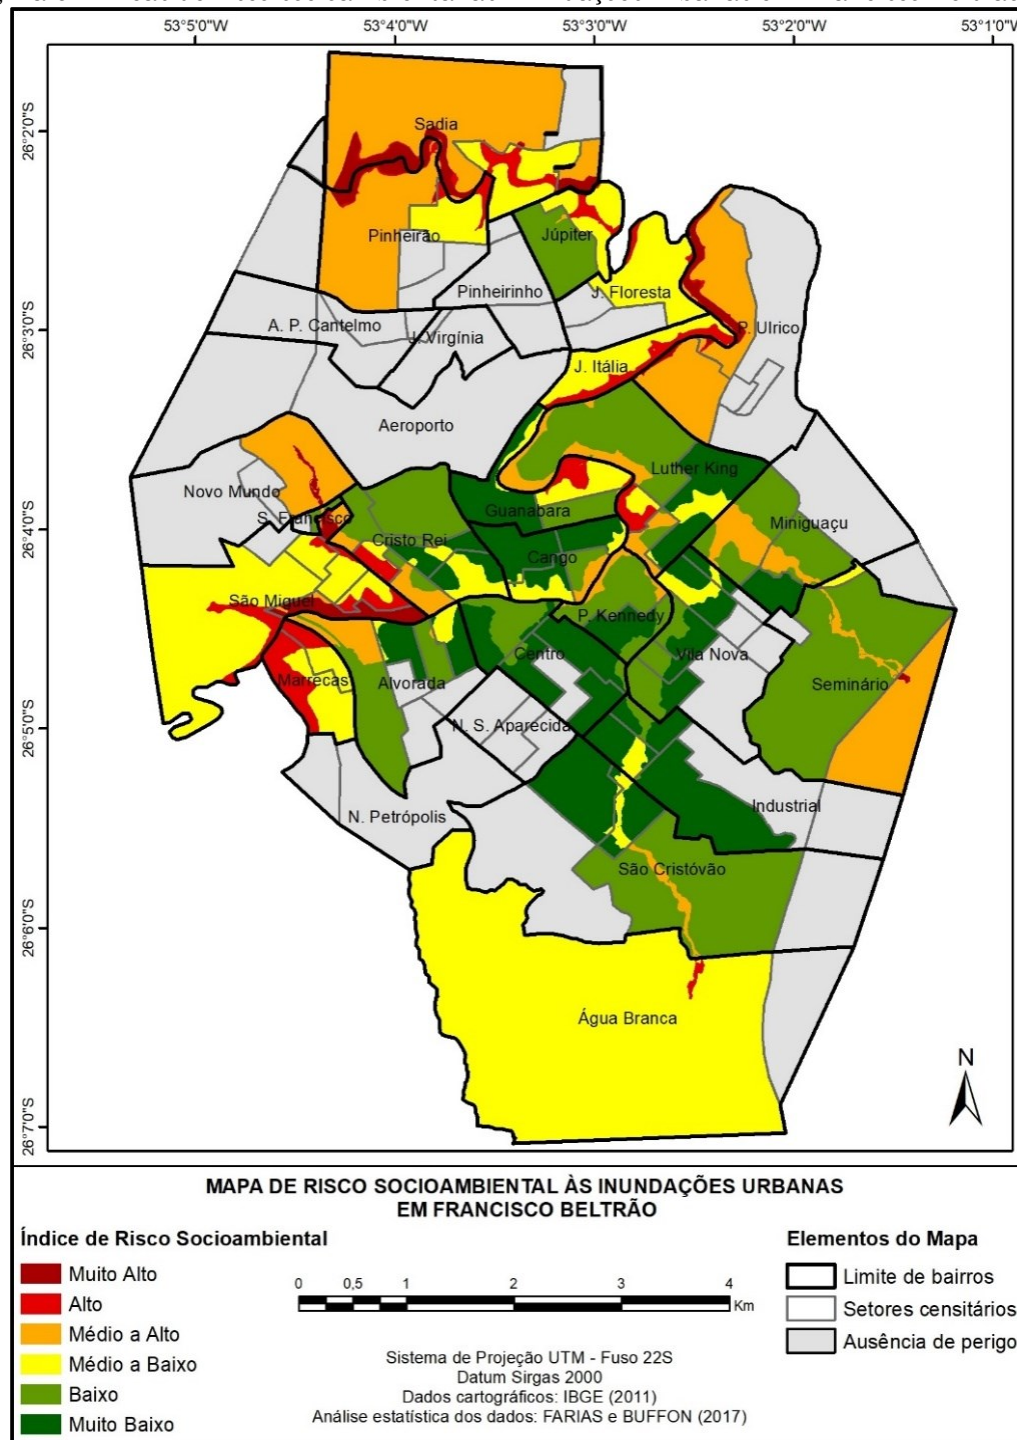 53°5'0"W 53°4'0"W 53°3'0"W 53°2'0"W 53°1'0"W
26°2'0"S
26°3'0"S
26°4'0"S
26°5'0"S
26°6'0"S
26°7'0"S
Sadia
Pinheirão
Júpiter
Pinheirinho
J. Floresta
A. P. Cantelmo
J. Virgínia
P. Ulrico
J. Itália
Aeroporto
Luther King
Novo Mundo
Guanabara
S. Francisco
Miniguaçu
Cristo Rei
Cango
São Miguel
P. Kennedy
Centro
Vila Nova
Marrecas
Alvorada
Seminário
N. S. Aparecida
Industrial
N. Petrópolis
São Cristóvão
Água Branca
N
MAPA DE RISCO SOCIOAMBIENTAL ÀS INUNDAÇÕES URBANAS
EM FRANCISCO BELTRÃO
Índice de Risco Socioambiental
Muito Alto
Alto
Médio a Alto
Médio a Baixo
Baixo
Muito Baixo
0 0,5 1 2 3 4
Km
Sistema de Projeção UTM - Fuso 22S
Datum Sirgas 2000
Dados cartográficos: IBGE (2011)
Análise estatística dos dados: FARIAS e BUFFON (2017)
Elementos do Mapa
Limite de bairros
Setores censitários
Ausência de perigo